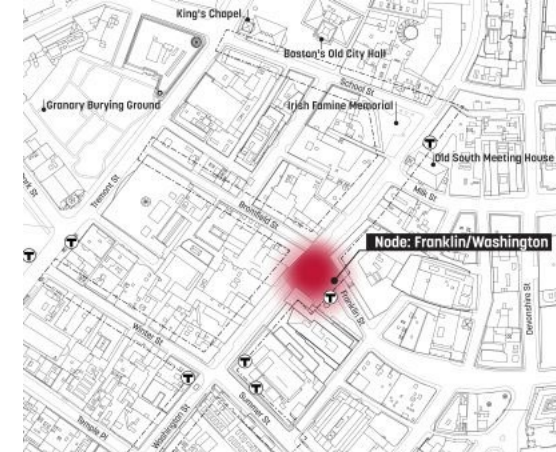 King's Chapel
Boston's Old City Hall
School St
Granary Burying Ground
Irish Famine Memorial
T
Old South Meeting House
Tremont St
Milk St
Bromfield St
Node: Franklin/Washington
T
T
T
Franklin St
Devonshire St
Winter St
T
T
T
Summer St
Washington St
Temple Pl